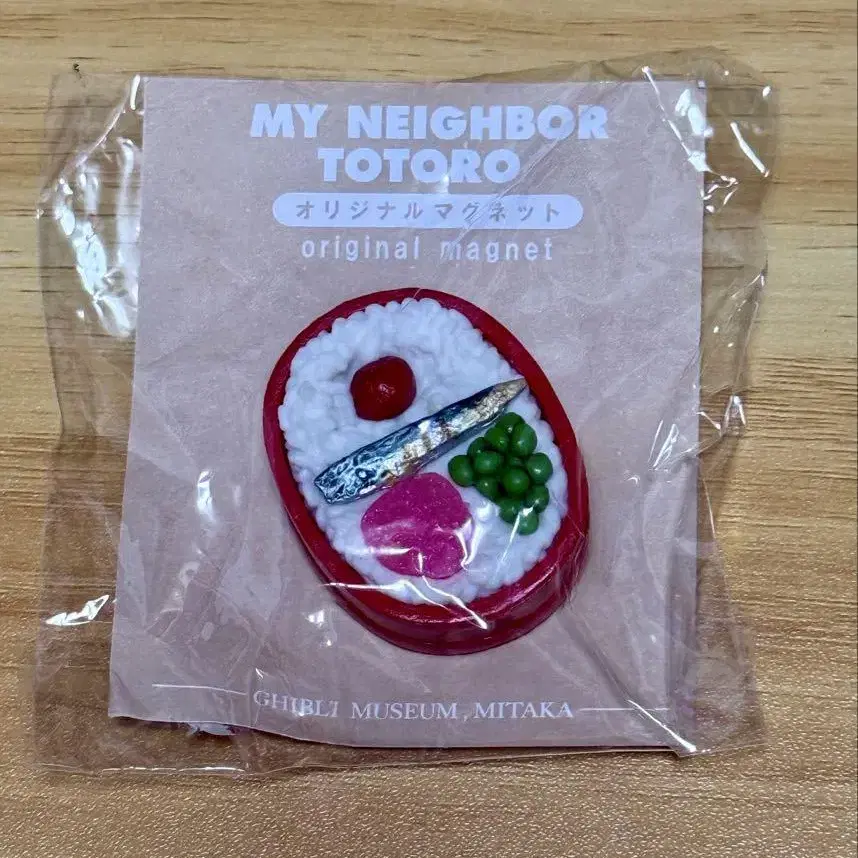 MY NEIGHBOR
TOTORO
オリジナルマグネット
original magnet
GHIBLI MUSEUM, MITAKA